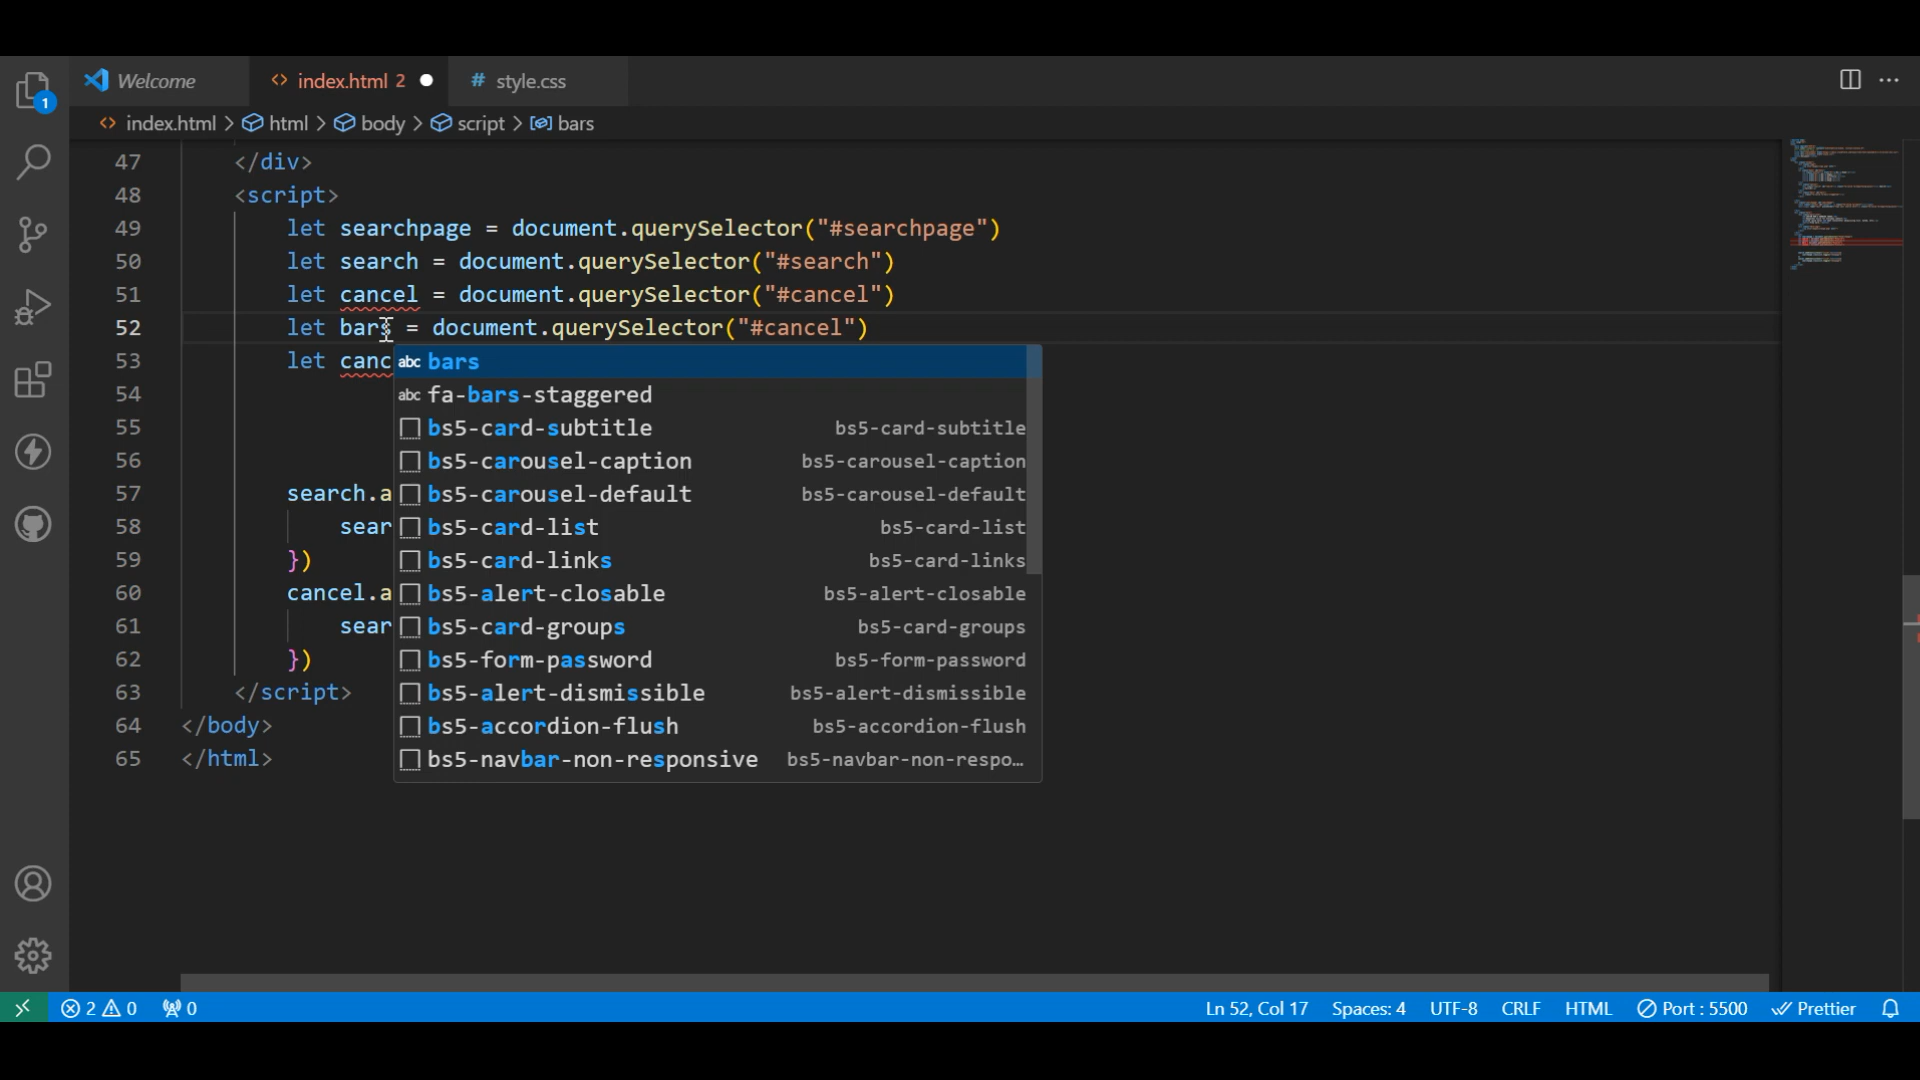 Welcome
index.html 2
# style.css
index.html > html > body > script > bars
47 </div>
48 <script>
49 let searchpage = document.querySelector("#searchpage")
50 let search = document.querySelector("#search")
51 let cancel = document.querySelector("#cancel")
52 let bars = document.querySelector("#cancel")
53 let canc
54
55
56
57 search.a
58 sear
59 })
60 cancel.a
61 sear
62 })
63 </script>
64 </body>
65 </html>
abc bars
abc fa-bars-staggered
bs5-card-subtitle bs5-card-subtitle
bs5-carousel-caption bs5-carousel-caption
bs5-carousel-default bs5-carousel-default
bs5-card-list bs5-card-list
bs5-card-links bs5-card-links
bs5-alert-closable bs5-alert-closable
bs5-card-groups bs5-card-groups
bs5-form-password bs5-form-password
bs5-alert-dismissible bs5-alert-dismissible
bs5-accordion-flush bs5-accordion-flush
bs5-navbar-non-responsive bs5-navbar-non-respo…
1
2 0 0 Ln 52, Col 17 Spaces: 4 UTF-8 CRLF HTML Port : 5500 Prettier